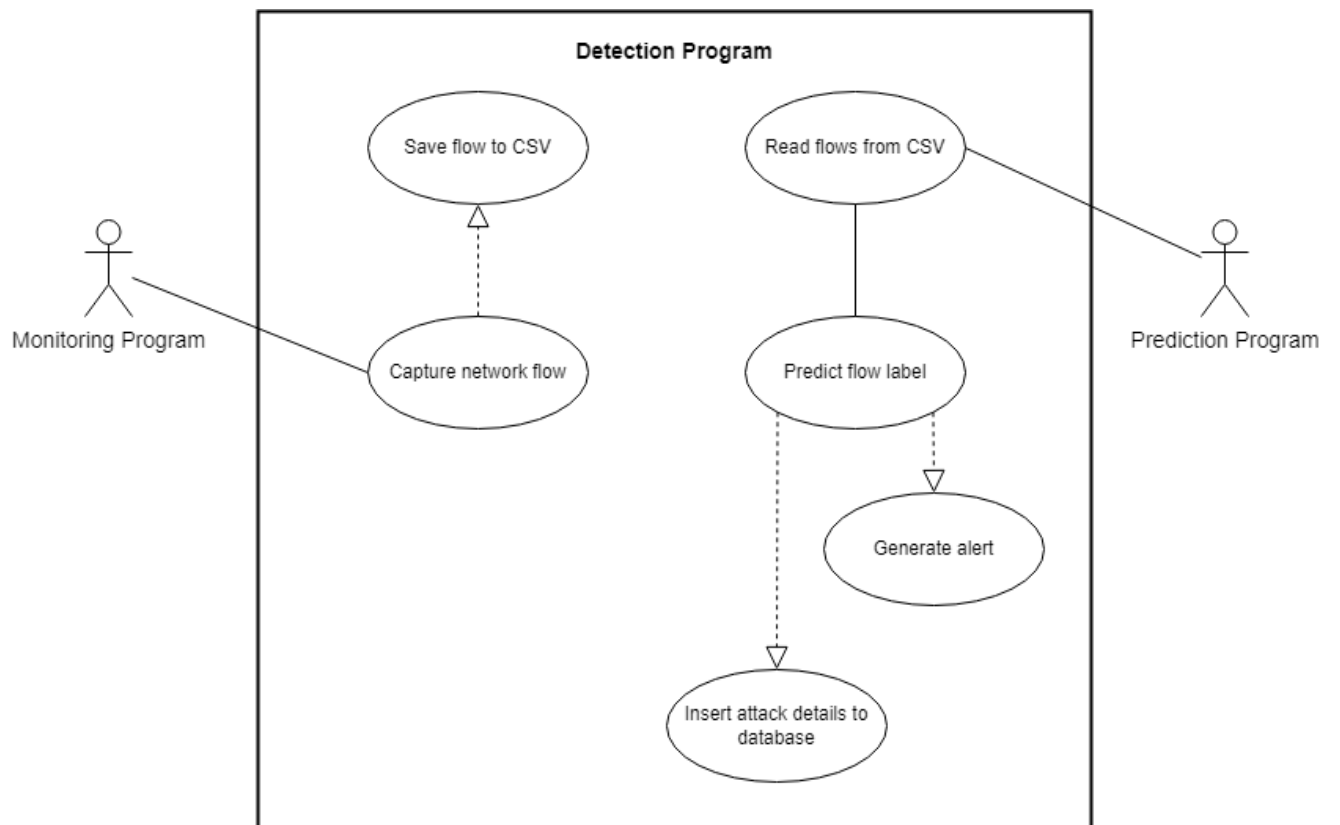 Detection Program
Save flow to CSV
Read flows from CSV
Monitoring Program
Prediction Program
Capture network flow
Predict flow label
Generate alert
Insert attack details to
database